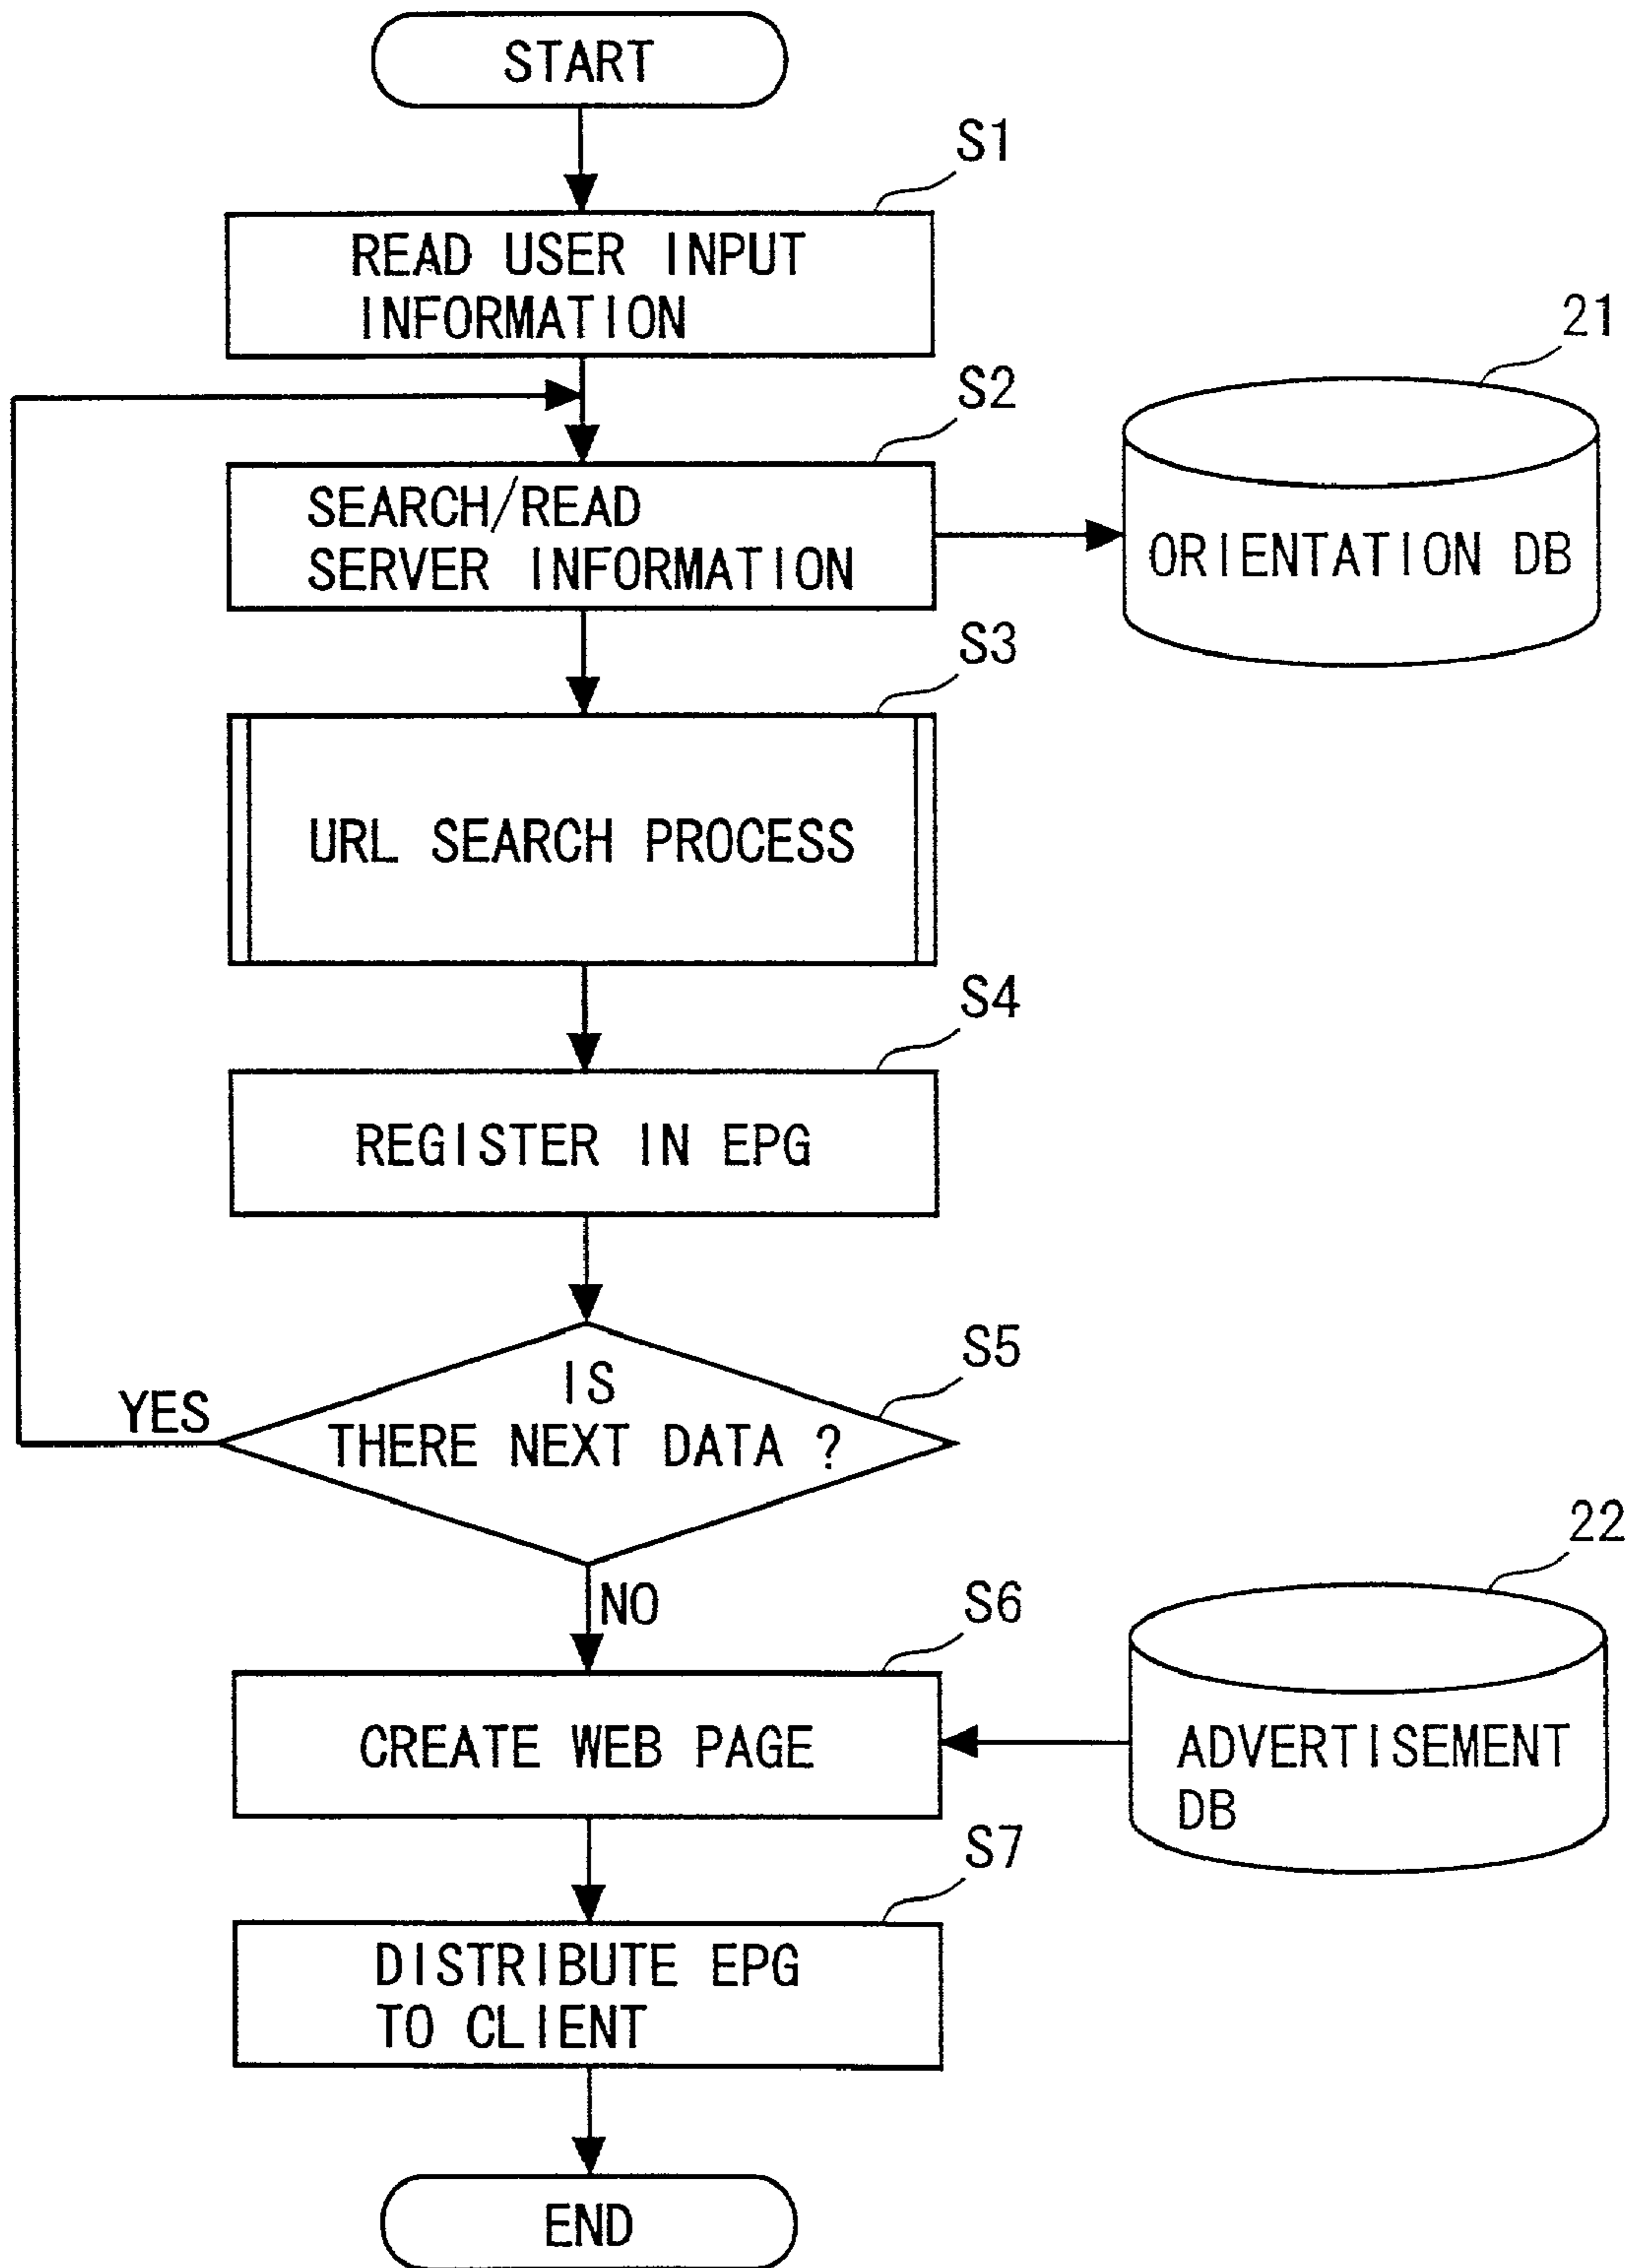 START
S1
READ USER INPUT
INFORMATION
21
S2
SEARCH/READ
SERVER INFORMATION
ORIENTATION DB
S3
URL SEARCH PROCESS
S4
REGISTER IN EPG
S5
IS
THERE NEXT DATA ?
YES
NO
22
S6
CREATE WEB PAGE
ADVERTISEMENT
DB
S7
DISTRIBUTE EPG
TO CLIENT
END